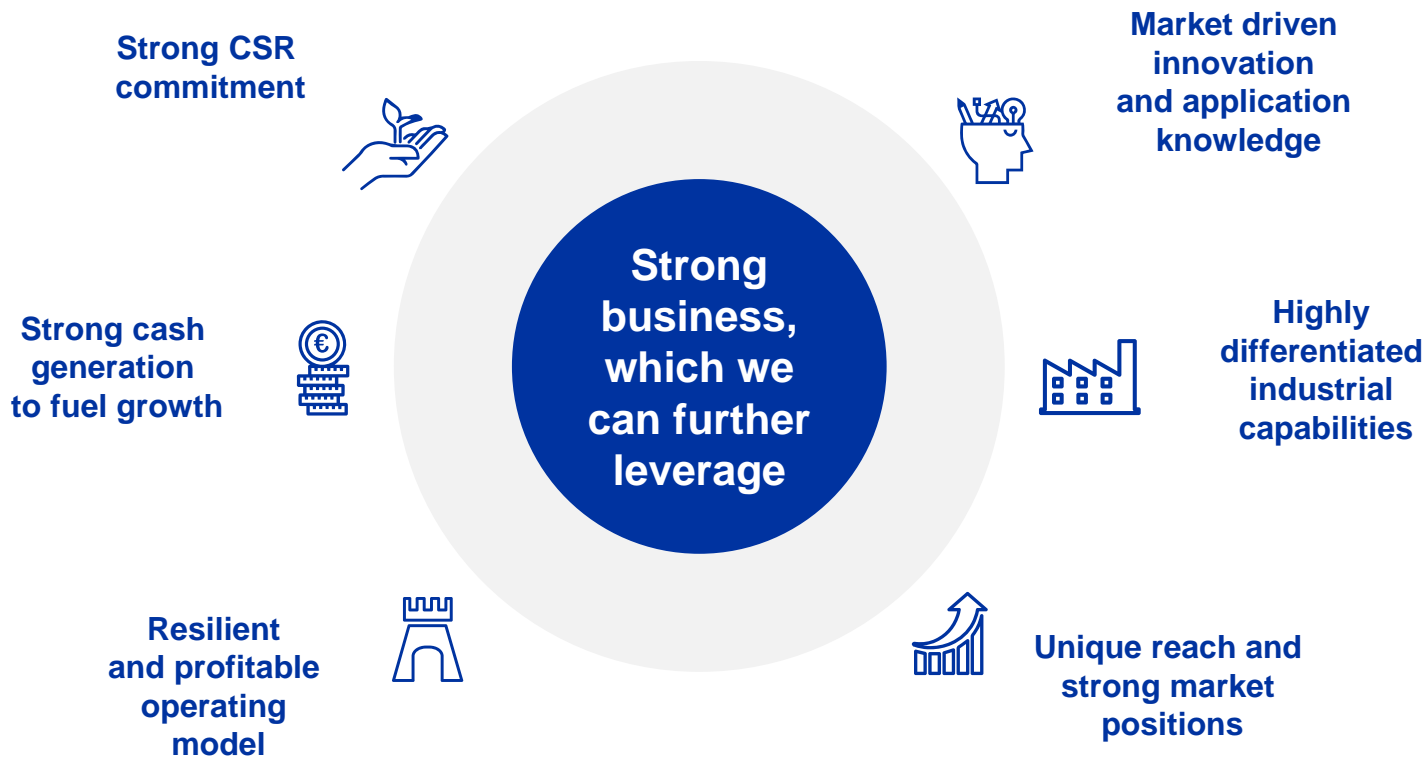 Strong CSR
commitment
Market driven
innovation
and application
knowledge
Strong cash
generation
to fuel growth
€
Strong
business,
which we
can further
leverage
Highly
differentiated
industrial
capabilities
Resilient
and profitable
operating
model
Unique reach and
strong market
positions